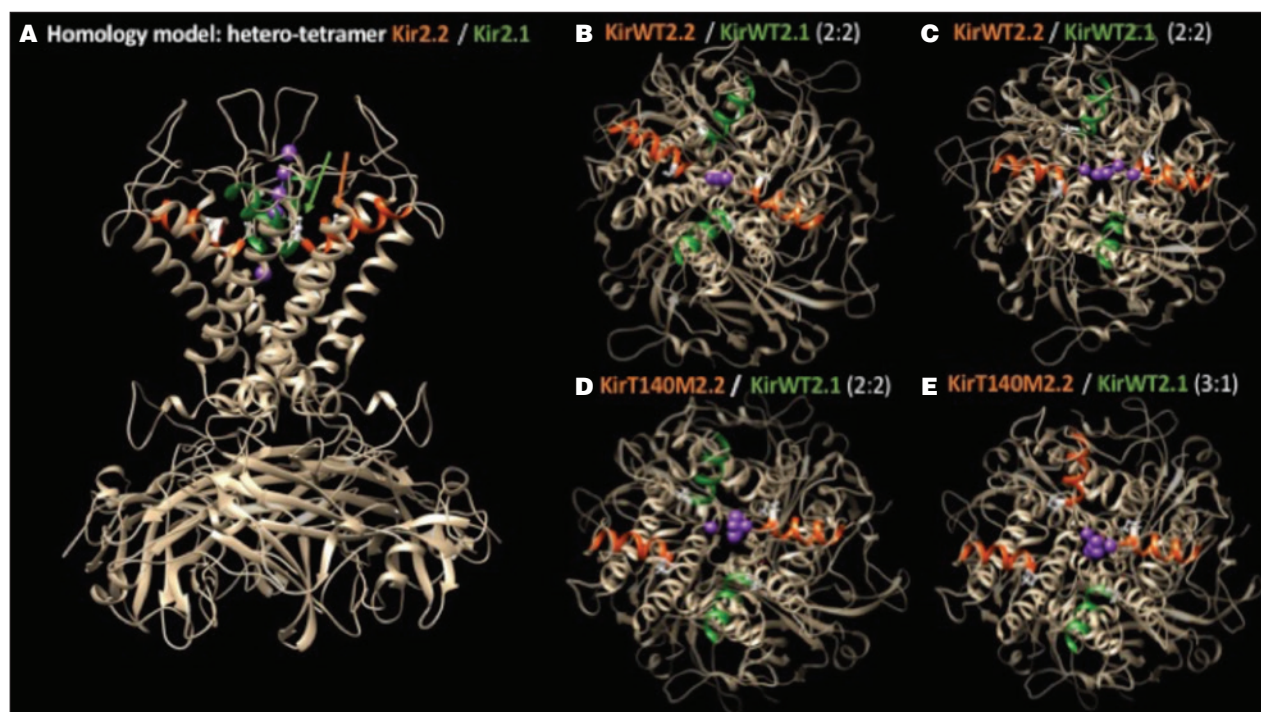 A Homology model: hetero-tetramer Kir2.2 / Kir2.1
B KirWT2.2 / KirWT2.1 (2:2)
C KirWT2.2 / KirWT2.1 (2:2)
D KirT140M2.2 / KirWT2.1 (2:2)
E KirT140M2.2 / KirWT2.1 (3:1)